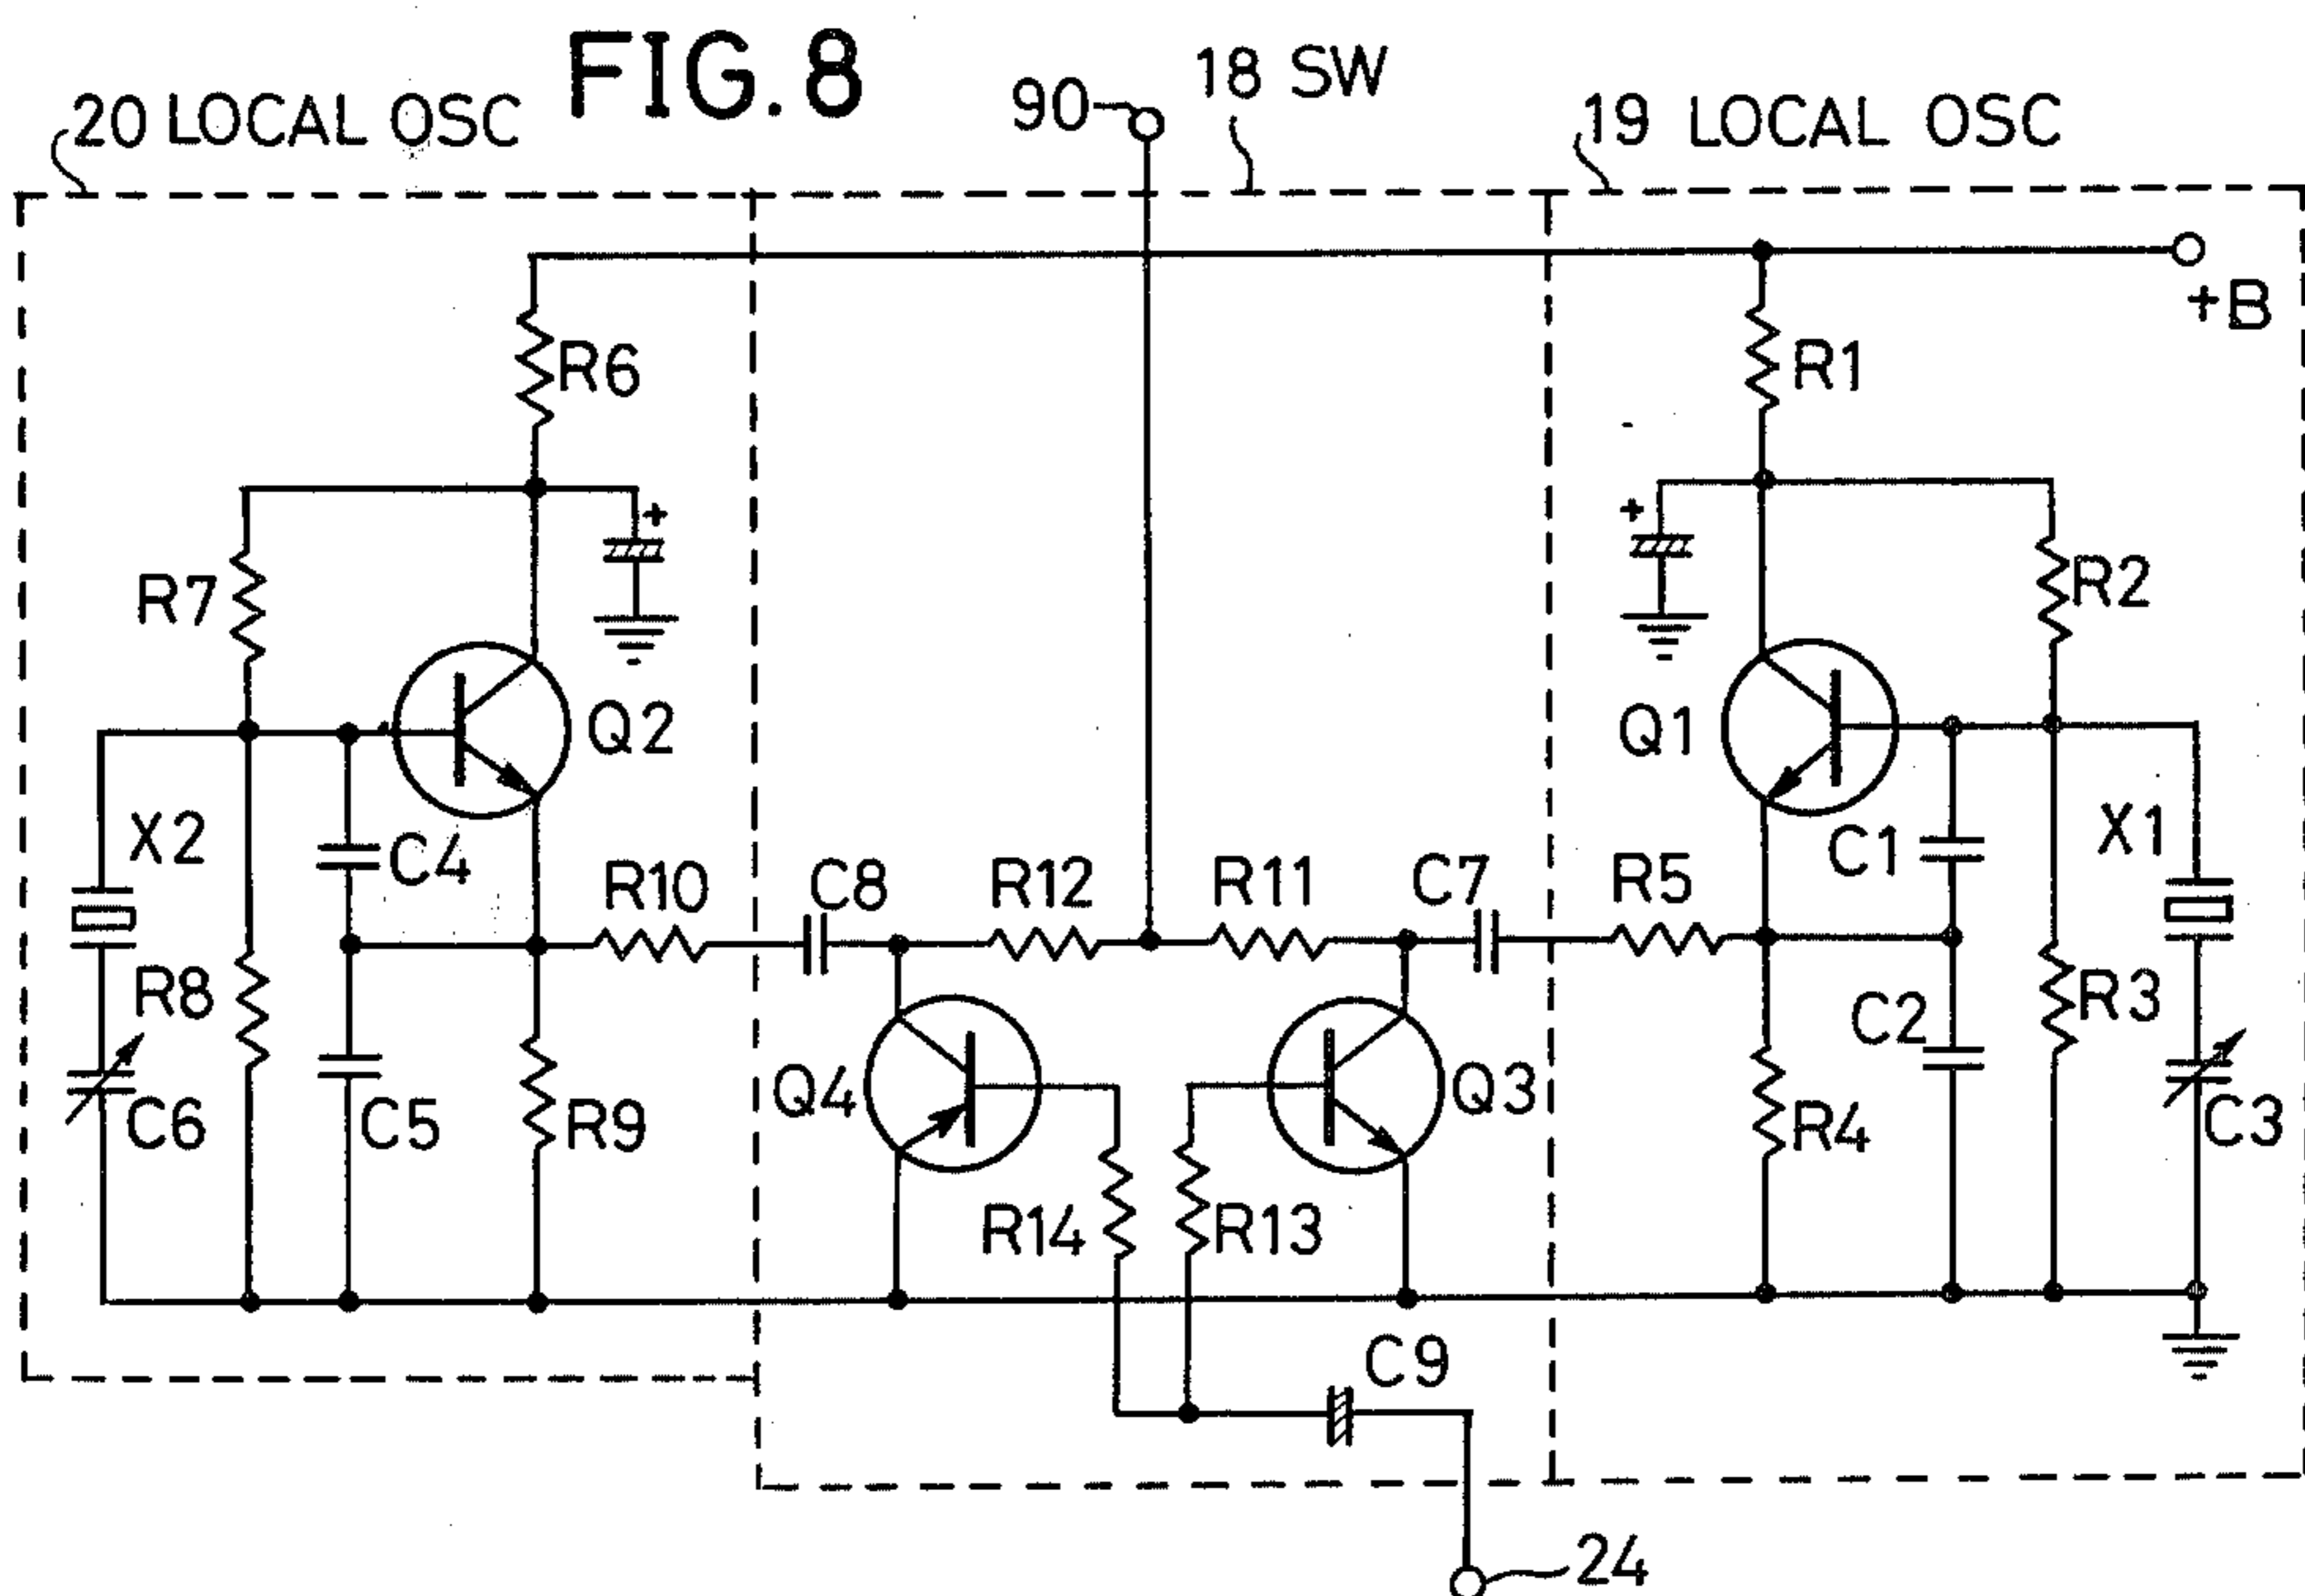 FIG. 8
20 LOCAL OSC
90
18 SW
19 LOCAL OSC
+B
R6
R1
+
+
R7
R2
Q2
Q1
X2
C4
R10
C8
R12
R11
C7
R5
C1
X1
R8
C6
C5
R9
Q4
R14
R13
Q3
R4
C2
R3
C3
C9
24